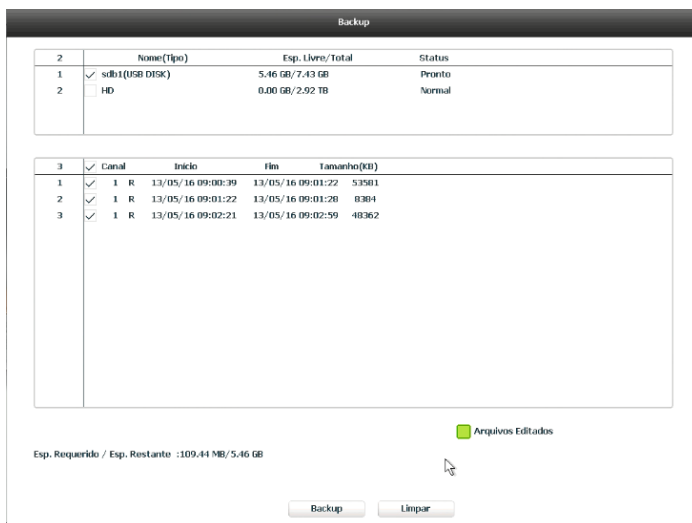 Backup
2 Nome(Tipo) Esp. Livre/Total Status
1 sdb1(USB DISK) 5.46 GB/7.43 GB Pronto
2 HD 0.00 GB/2.92 TB Normal
3 Canal Início Fim Tamanho(KB)
1 1 R 13/05/16 09:00:39 13/05/16 09:01:22 53581
2 1 R 13/05/16 09:01:22 13/05/16 09:01:28 8384
3 1 R 13/05/16 09:02:21 13/05/16 09:02:59 48362
Arquivos Editados
Esp. Requerido / Esp. Restante :109.44 MB/5.46 GB
Backup Limpar